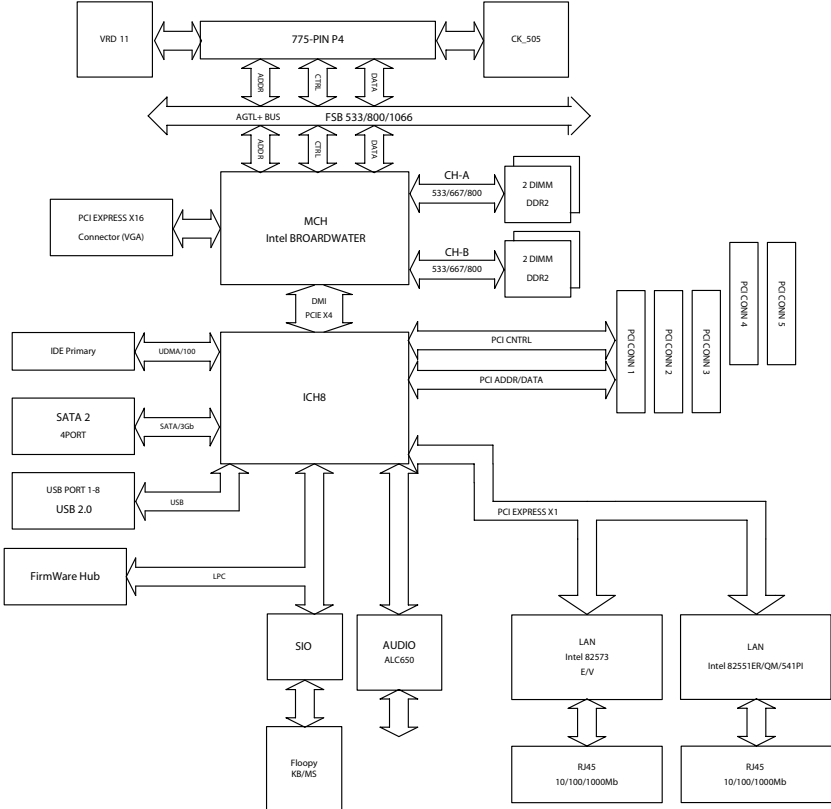 VRD 11
775-PIN P4
CK_505
ADDR
CTRL
DATA
AGTL+ BUS
FSB 533/800/1066
ADDR
CTRL
DATA
PCI EXPRESS X16
Connector (VGA)
MCH
Intel BROARDWATER
CH-A
533/667/800
2 DIMM
DDR2
CH-B
533/667/800
2 DIMM
DDR2
DMI
PCIE X4
PCI CONN 1
PCI CONN 2
PCI CONN 3
PCI CONN 4
PCI CONN 5
IDE Primary
UDMA/100
ICH8
PCI CNTRL
PCI ADDR/DATA
SATA 2
4PORT
SATA/3Gb
USB PORT 1-8
USB 2.0
USB
PCI EXPRESS X1
FirmWare Hub
LPC
SIO
AUDIO
ALC650
LAN
Intel 82573
E/V
LAN
Intel 82551ER/QM/541PI
Floopy
KB/MS
RJ45
10/100/1000Mb
RJ45
10/100/1000Mb